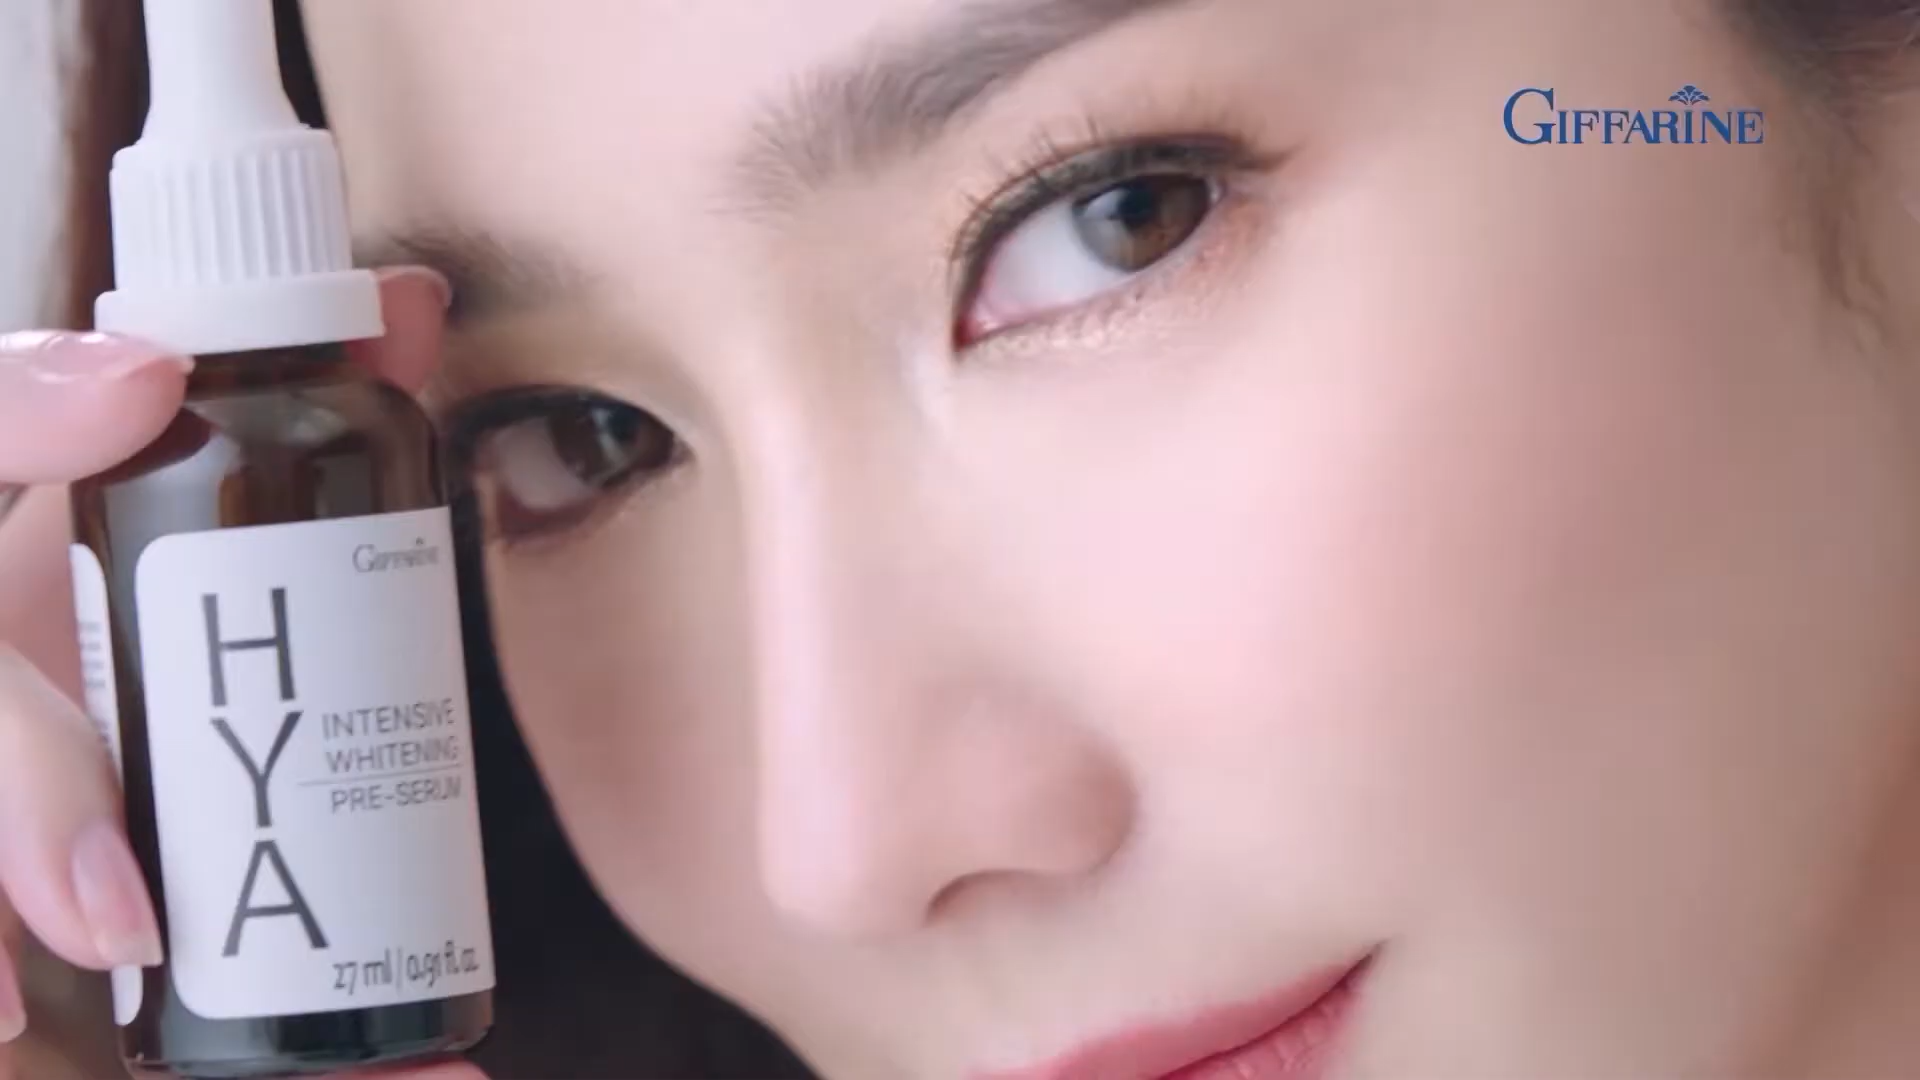 GIFFARINE
GIFFARINE
HYA
INTENSIVE
WHITENING
PRE-SERUM
27 ml | 0.91 fl. oz.